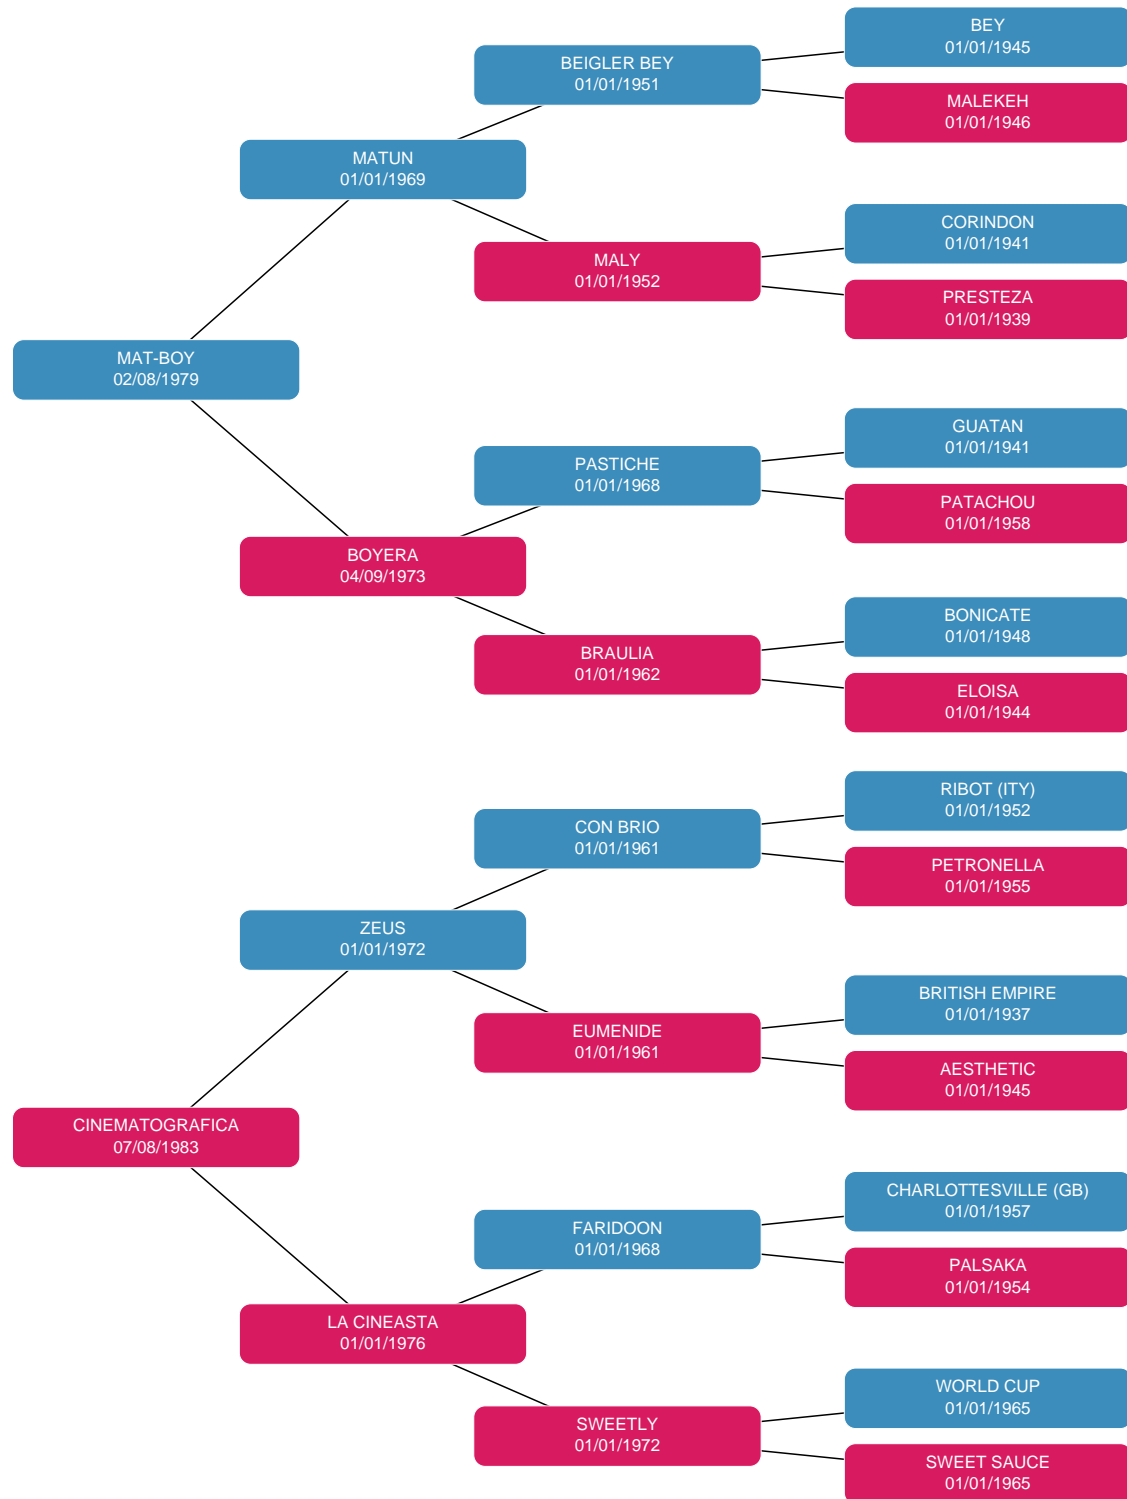 BEY
01/01/1945
BEIGLER BEY
01/01/1951
MALEKEH
01/01/1946
MATUN
01/01/1969
CORINDON
01/01/1941
MALY
01/01/1952
PRESTEZA
01/01/1939
MAT-BOY
02/08/1979
GUATAN
01/01/1941
PASTICHE
01/01/1968
PATACHOU
01/01/1958
BOYERA
04/09/1973
BONICATE
01/01/1948
BRAULIA
01/01/1962
ELOISA
01/01/1944
RIBOT (ITY)
01/01/1952
CON BRIO
01/01/1961
PETRONELLA
01/01/1955
ZEUS
01/01/1972
BRITISH EMPIRE
01/01/1937
EUMENIDE
01/01/1961
AESTHETIC
01/01/1945
CINEMATOGRAFICA
07/08/1983
CHARLOTTESVILLE (GB)
01/01/1957
FARIDOON
01/01/1968
PALSAKA
01/01/1954
LA CINEASTA
01/01/1976
WORLD CUP
01/01/1965
SWEETLY
01/01/1972
SWEET SAUCE
01/01/1965